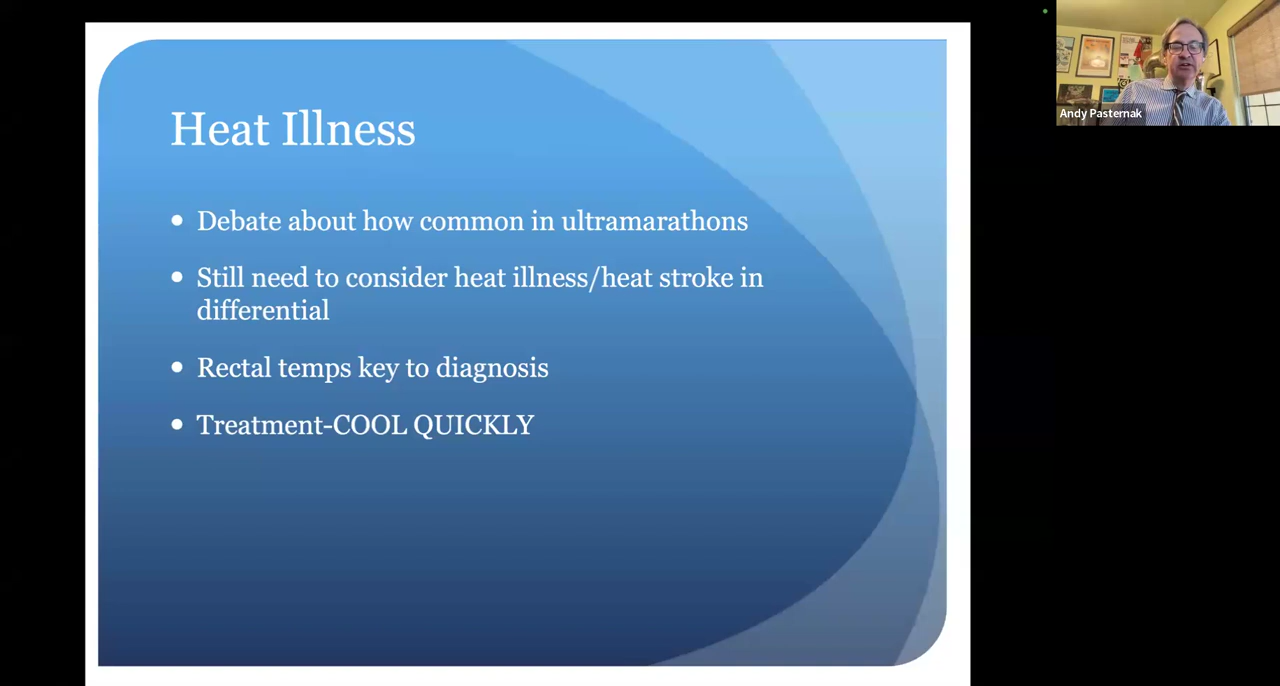 Heat Illness
• Debate about how common in ultramarathons
• Still need to consider heat illness/heat stroke in
differential
• Rectal temps key to diagnosis
• Treatment-COOL QUICKLY
Andy Pasternak